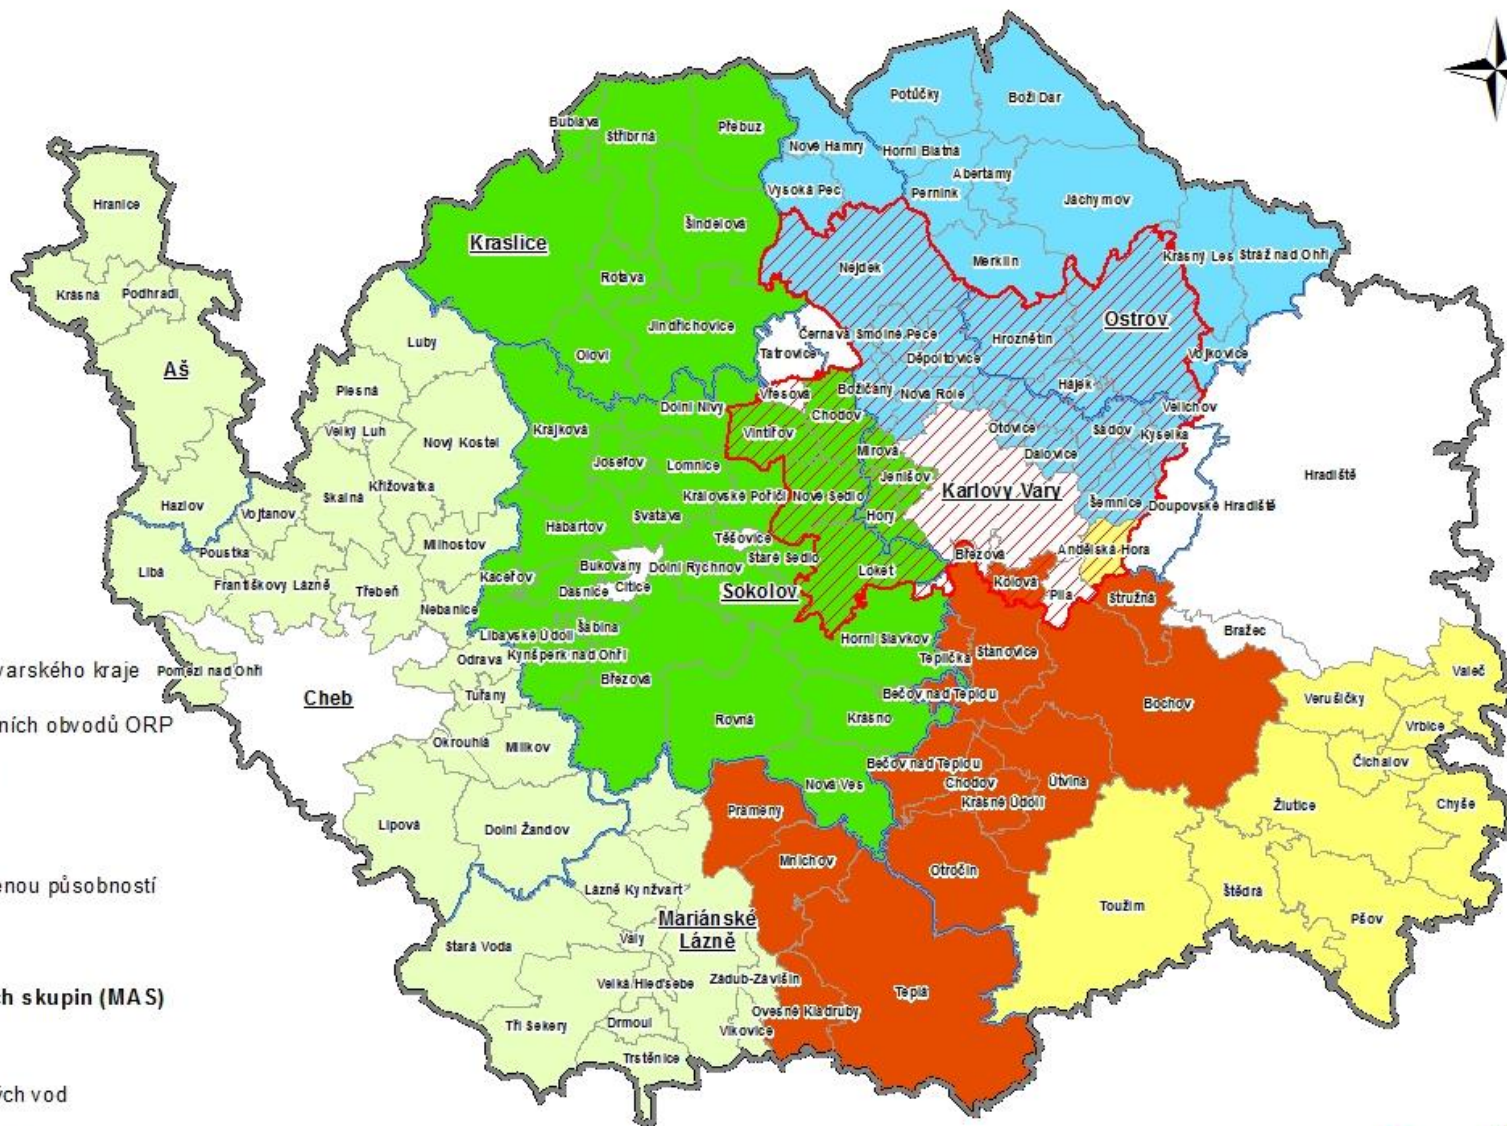 Potůčky
Boží Dar
Přebuz
Bublava
Stříbrná
Nové Hamry
Horní Blatná
Abertamy
Vysoká Pec
Pernink
Jáchymov
Hranice
Šindelová
Kraslice
Krásný Les
Stráž nad Ohří
Merklín
Nejdek
Rotava
Krásná
Podhradí
Ostrov
Jindřichovice
Černava
Smolné Pece
Hroznětín
Luby
Tatrovice
Děpoltovice
Vojkovice
Oloví
Aš
Hájek
Plesná
Vřesová
Božičany
Nová Role
Dolní Nivy
Chodov
Velichov
Velký Luh
Krajková
Vintířov
Otovice
Sádov
Kyselka
Nový Kostel
Mírová
Dalovice
Josefov
Lomnice
Jenišov
Hradiště
Křižovatka
Karlovy Vary
Skalná
Královské Poříčí
Nové Sedlo
Šemnice
Doupovské Hradiště
Hazlov
Vojtanov
Svatava
Hory
Habartov
Těšovice
Milhostov
Poustka
Staré Sedlo
Březová
Andělská Hora
Bukovany
Dolní Rychnov
Loket
Libá
Kaceřov
Františkovy Lázně
Třebeň
Dasnice
Citice
Sokolov
Kolová
Pila
Stružná
Nebanice
Šabina
Libavské Údolí
Horní Slavkov
Bražec
Kynšperk nad Ohří
Odrava
Teplička
Stanovice
varského kraje
Pomezí nad Ohří
Valeč
Březová
Tuřany
Bečov nad Teplou
Cheb
Verušičky
Bochov
Rovná
Krásno
ních obvodů ORP
Vrbice
Okrouhlá
Milíkov
Bečov nad Teplou
Čichalov
Nová Ves
Chodov
Útvina
Krásné Údolí
Žlutice
Chyše
Prameny
Lipová
Dolní Žandov
Mnichov
Otročín
enou působností
Lázně Kynžvart
Štědrá
Toužim
Mariánské
Lázně
Pšov
Valy
Stará Voda
Velká Hleďsebe
Zádub-Závišín
Teplá
h skupin (MAS)
Ovesné Kladruby
Tři Sekery
Drmoul
Vlkovice
Trstěnice
ých vod